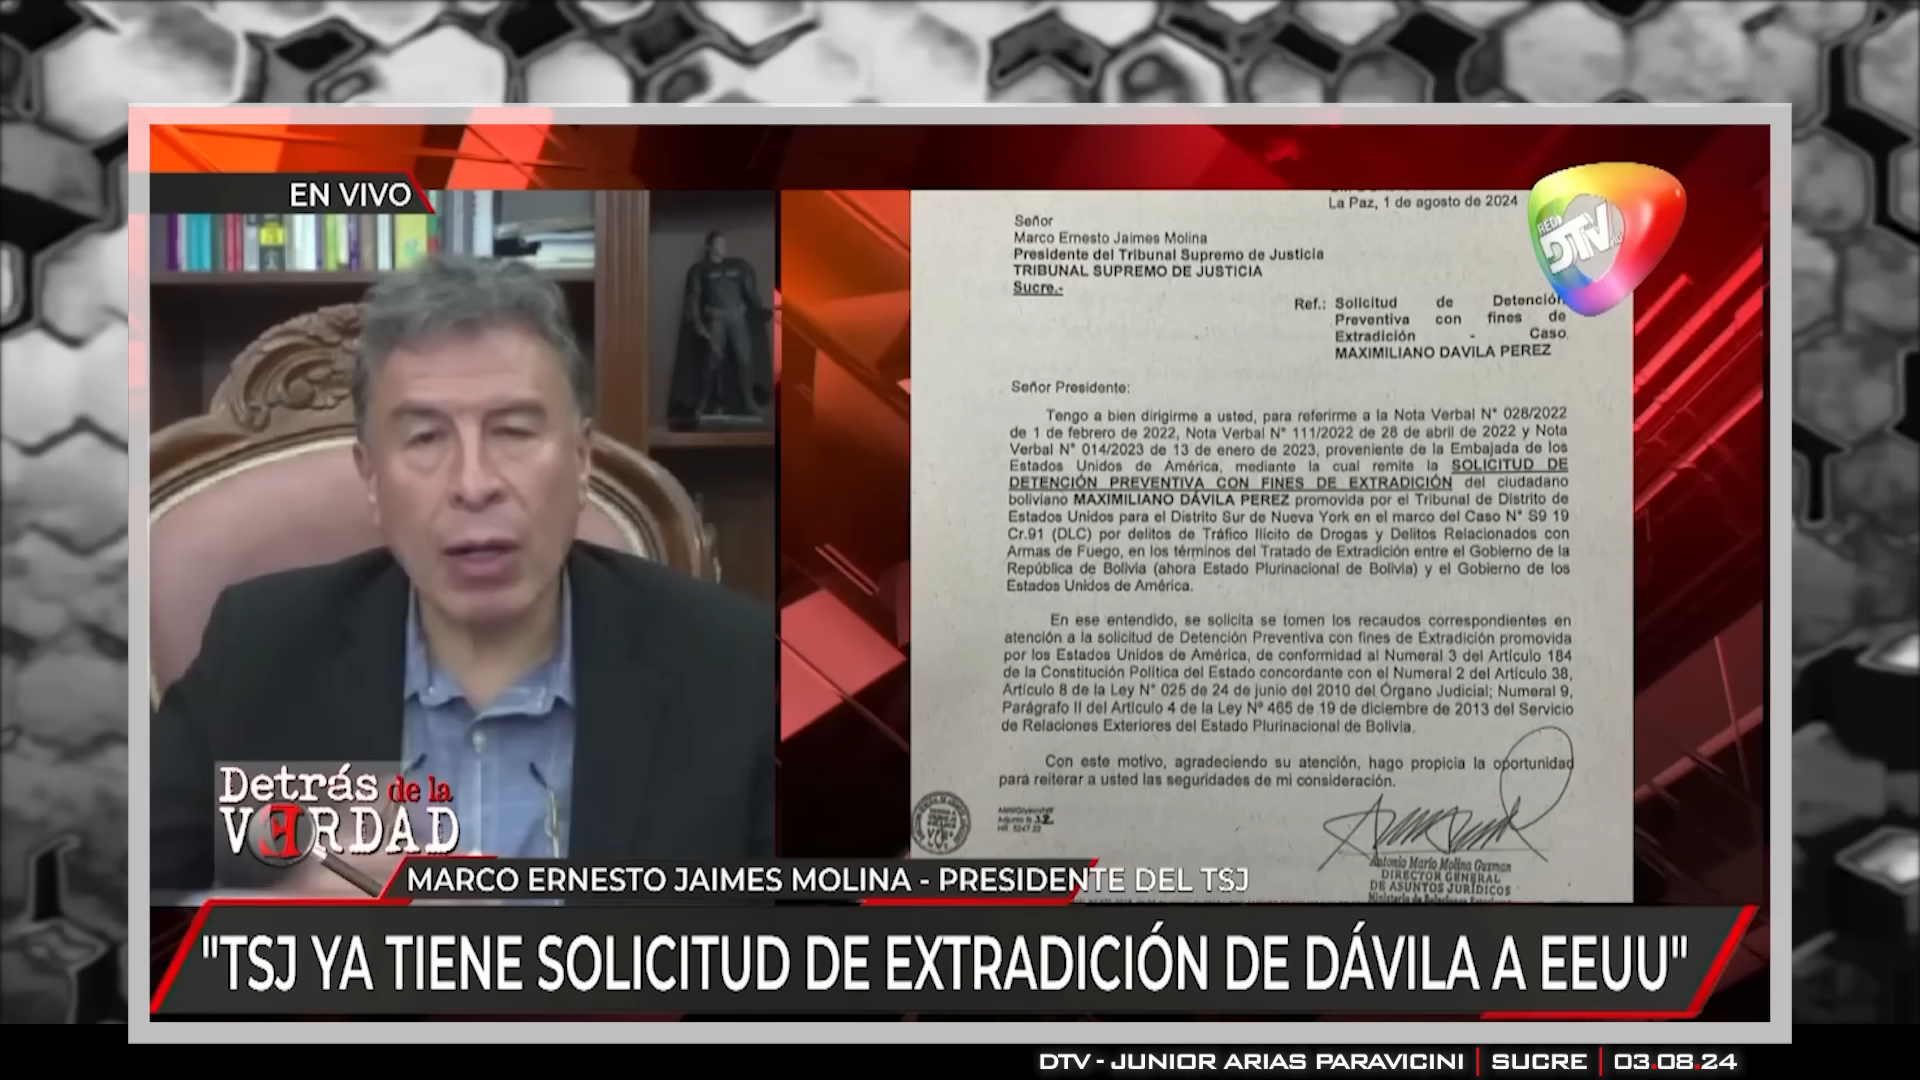 EN VIVO
RED
DTV
La Paz, 1 de agosto de 2024
Señor
Marco Ernesto Jaimes Molina
Presidente del Tribunal Supremo de Justicia
TRIBUNAL SUPREMO DE JUSTICIA
Sucre.-
Ref.: Solicitud de Detención
Preventiva con fines de
Extradición - Caso
MAXIMILIANO DAVILA PEREZ
Señor Presidente:
Tengo a bien dirigirme a usted, para referirme a la Nota Verbal N° 028/2022
de 1 de febrero de 2022, Nota Verbal N° 111/2022 de 28 de abril de 2022 y Nota
Verbal N° 014/2023 de 13 de enero de 2023, proveniente de la Embajada de los
Estados Unidos de América, mediante la cual remite la SOLICITUD DE
DETENCIÓN PREVENTIVA CON FINES DE EXTRADICIÓN del ciudadano
boliviano MAXIMILIANO DÁVILA PEREZ promovida por el Tribunal de Distrito de
Estados Unidos para el Distrito Sur de Nueva York en el marco del Caso N° S9 19
Cr.91 (DLC) por delitos de Tráfico Ilícito de Drogas y Delitos Relacionados con
Armas de Fuego, en los términos del Tratado de Extradición entre el Gobierno de la
República de Bolivia (ahora Estado Plurinacional de Bolivia) y el Gobierno de los
Estados Unidos de América.
En ese entendido, se solicita se tomen los recaudos correspondientes en
atención a la solicitud de Detención Preventiva con fines de Extradición promovida
por los Estados Unidos de América, de conformidad al Numeral 3 del Artículo 184
de la Constitución Política del Estado concordante con el Numeral 2 del Artículo 38,
Artículo 8 de la Ley N° 025 de 24 de junio del 2010 del Órgano Judicial; Numeral 9,
Parágrafo II del Artículo 4 de la Ley Nº 465 de 19 de diciembre de 2013 del Servicio
de Relaciones Exteriores del Estado Plurinacional de Bolivia.
Con este motivo, agradeciendo su atención, hago propicia la oportunidad
para reiterar a usted las seguridades de mi consideración.
Antonio Mario Molina Guzman
DIRECTOR GENERAL
DE ASUNTOS JURÍDICOS
Detrás de la
VERDAD
MARCO ERNESTO JAIMES MOLINA - PRESIDENTE DEL TSJ
"TSJ YA TIENE SOLICITUD DE EXTRADICIÓN DE DÁVILA A EEUU"
DTV - JUNIOR ARIAS PARAVICINI | SUCRE | 03.08.24